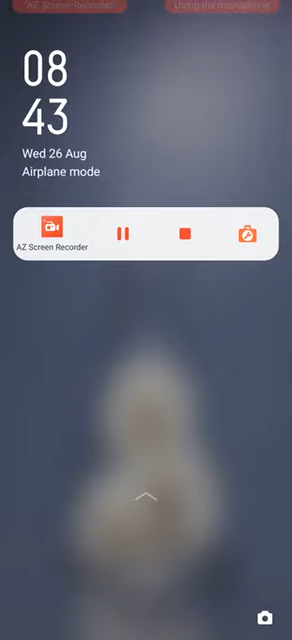 "AZ Screen Recorder"
Using the microphone
08
43
Wed 26 Aug
Airplane mode
AZ Screen Recorder